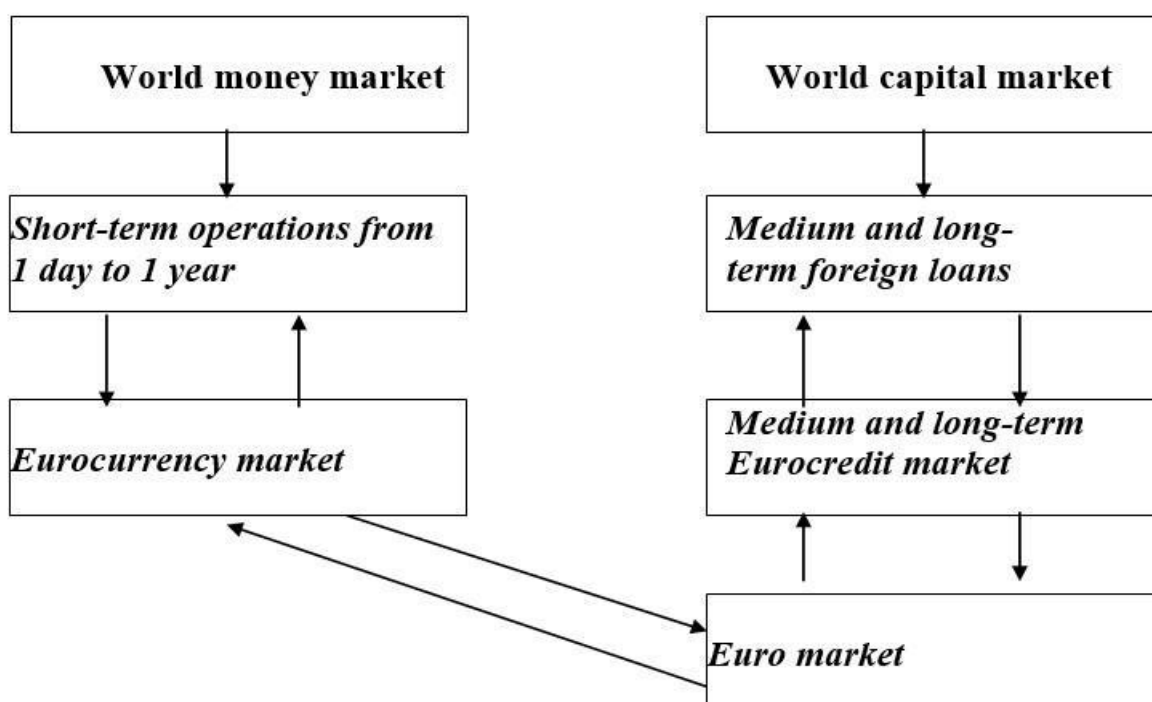 World money market
World capital market
Short-term operations from
1 day to 1 year
Medium and long-
term foreign loans
Eurocurrency market
Medium and long-term
Eurocredit market
Euro market